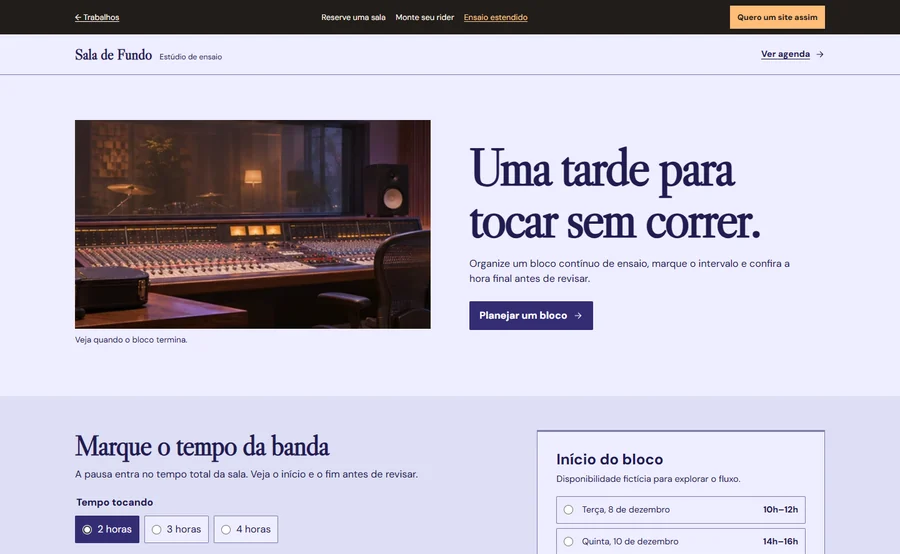 ← Trabalhos
Reserve uma sala
Monte seu rider
Ensaio estendido
Quero um site assim
Sala de Fundo
Estúdio de ensaio
Ver agenda →
Uma tarde para
tocar sem correr.
Organize um bloco contínuo de ensaio, marque o intervalo e confira a
hora final antes de revisar.
Planejar um bloco →
Veja quando o bloco termina.
Marque o tempo da banda
A pausa entra no tempo total da sala. Veja o início e o fim antes de revisar.
Tempo tocando
2 horas
3 horas
4 horas
Início do bloco
Disponibilidade fictícia para explorar o fluxo.
Terça, 8 de dezembro 10h–12h
Quinta, 10 de dezembro 14h–16h